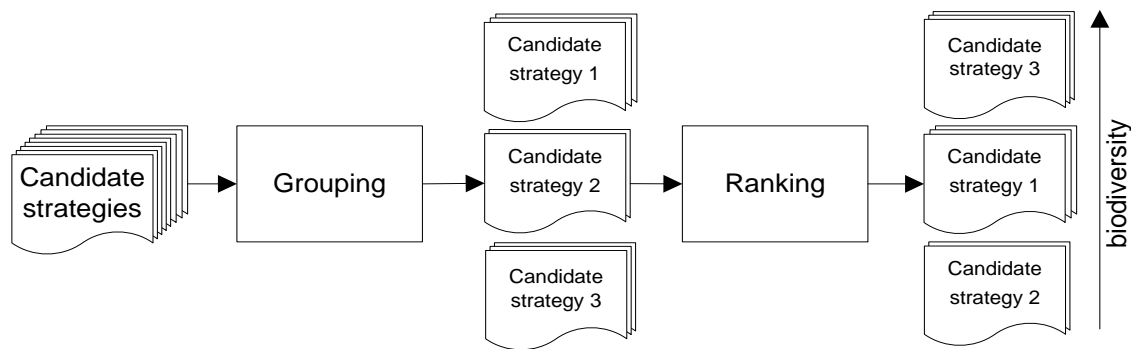 Candidate
strategies
Grouping
Candidate
strategy 1
Candidate
strategy 2
Candidate
strategy 3
Ranking
Candidate
strategy 3
Candidate
strategy 1
Candidate
strategy 2
biodiversity